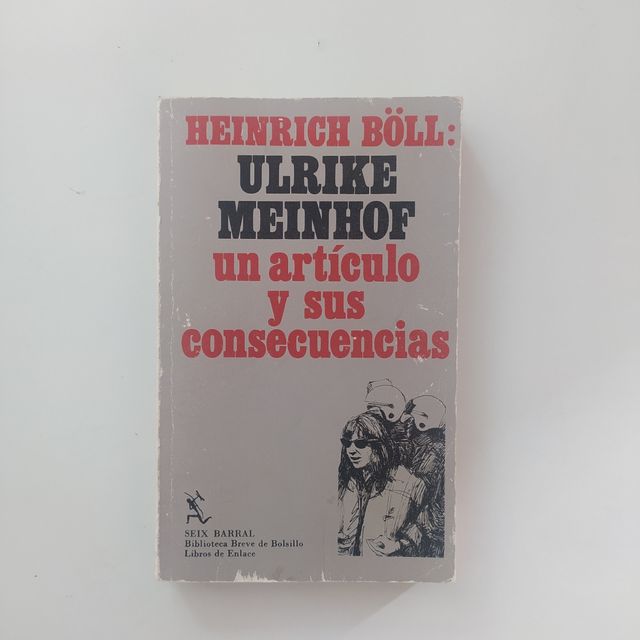 HEINRICH BÖLL:
ULRIKE
MEINHOF
un artículo
y sus
consecuencias
SEIX BARRAL
Biblioteca Breve de Bolsillo
Libros de Enlace